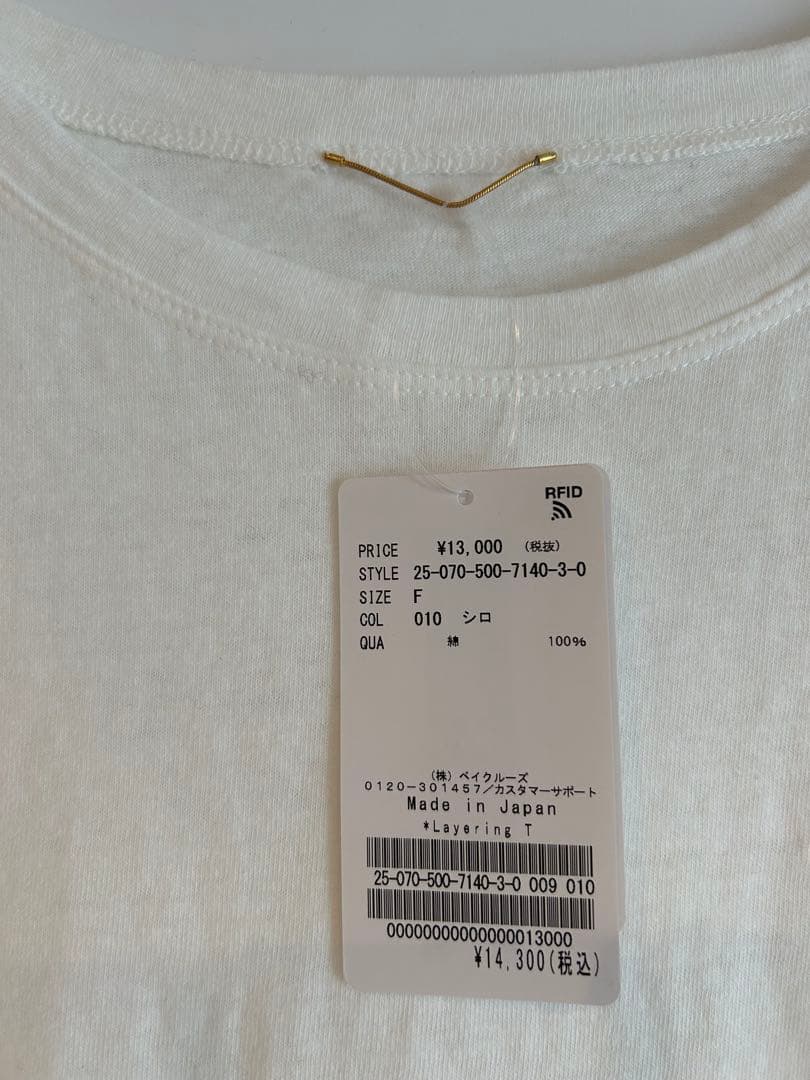 RFID
PRICE ¥13,000 (税抜)
STYLE 25-070-500-7140-3-0
SIZE F
COL 010 シロ
QUA 綿 100%
(株)ベイクルーズ
0120-301457/カスタマーサポート
Made in Japan
*Layering T
25-070-500-7140-3-0 009 010
00000000000000013000
¥14,300(税込)